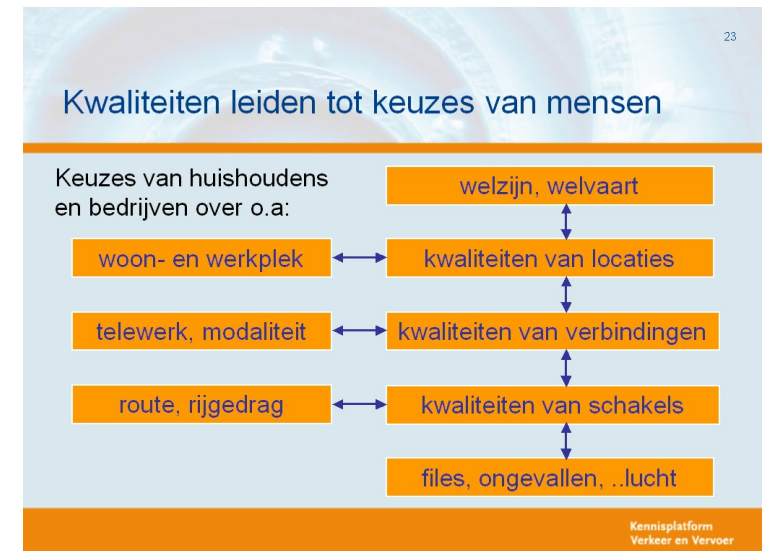 23
Kwaliteiten leiden tot keuzes van mensen
Keuzes van huishoudens
en bedrijven over o.a:
welzijn, welvaart
woon- en werkplek
kwaliteiten van locaties
telewerk, modaliteit
kwaliteiten van verbindingen
route, rijgedrag
kwaliteiten van schakels
files, ongevallen, ..lucht
Kennisplatform
Verkeer en Vervoer